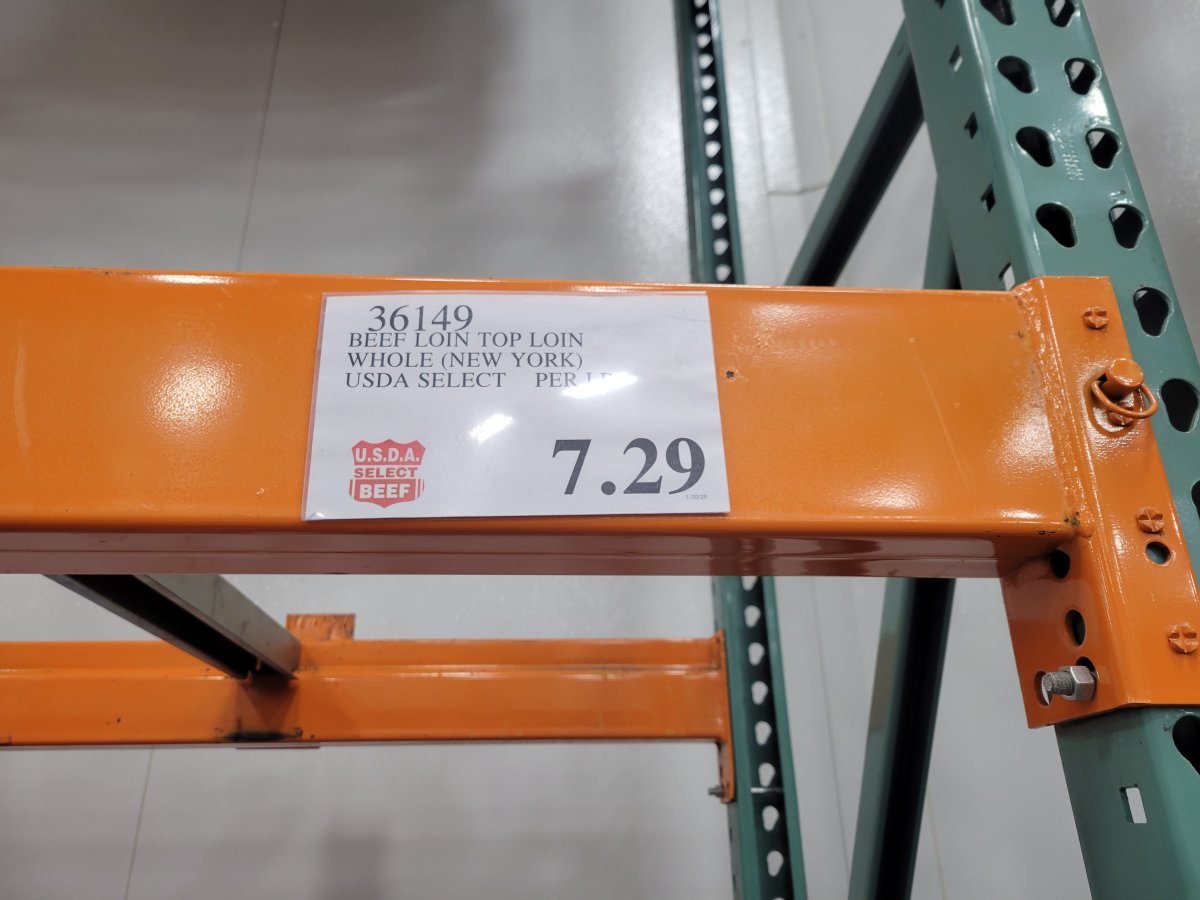 36149
BEEF LOIN TOP LOIN
WHOLE (NEW YORK)
USDA SELECT PER LB
U.S.D.A.
SELECT
BEEF
7.29